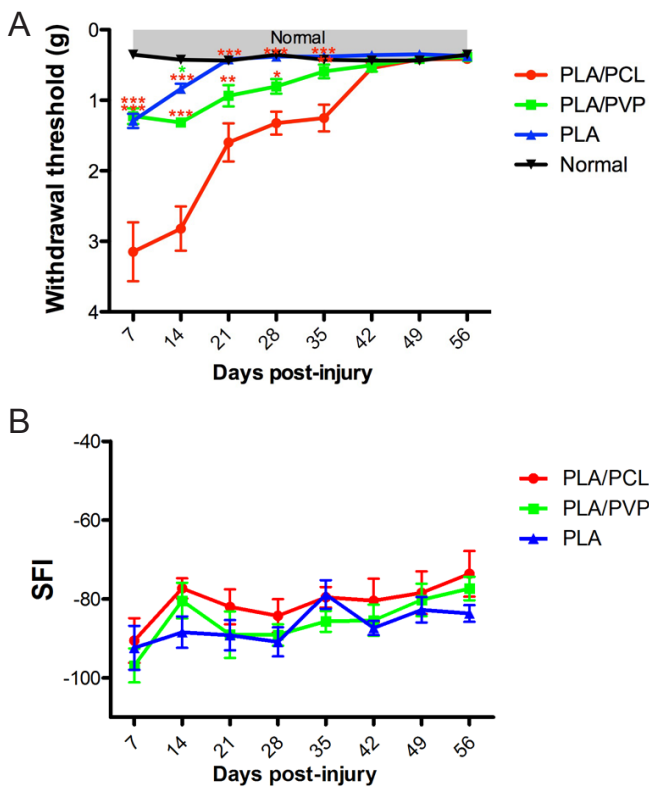 A
Withdrawal threshold (g)
0
1
2
3
4
Normal
***
***
***
*
***
***
***
**
***
*
***
**
7
14
21
28
35
42
49
56
Days post-injury
PLA/PCL
PLA/PVP
PLA
Normal
B
SFI
-40
-60
-80
-100
7
14
21
28
35
42
49
56
Days post-injury
PLA/PCL
PLA/PVP
PLA